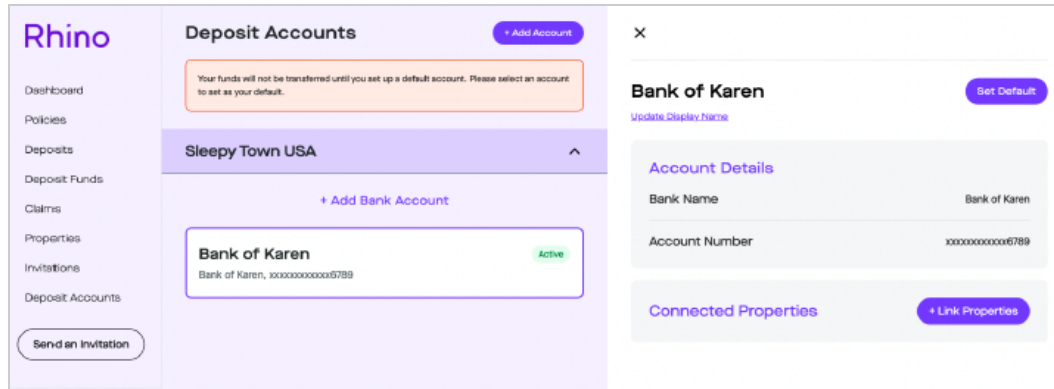 Rhino
Dashboard
Policies
Deposits
Deposit Funds
Claims
Properties
Invitations
Deposit Accounts
Send an Invitation
Deposit Accounts
+ Add Account
Your funds will not be transferred until you set up a default account. Please select an account
to set as your default.
Sleepy Town USA
+ Add Bank Account
Bank of Karen
Active
Bank of Karen, xxxxxxxxxxxx6789
Bank of Karen
Set Default
Update Display Name
Account Details
Bank Name
Bank of Karen
Account Number
xxxxxxxxxxxx6789
Connected Properties
+ Link Properties